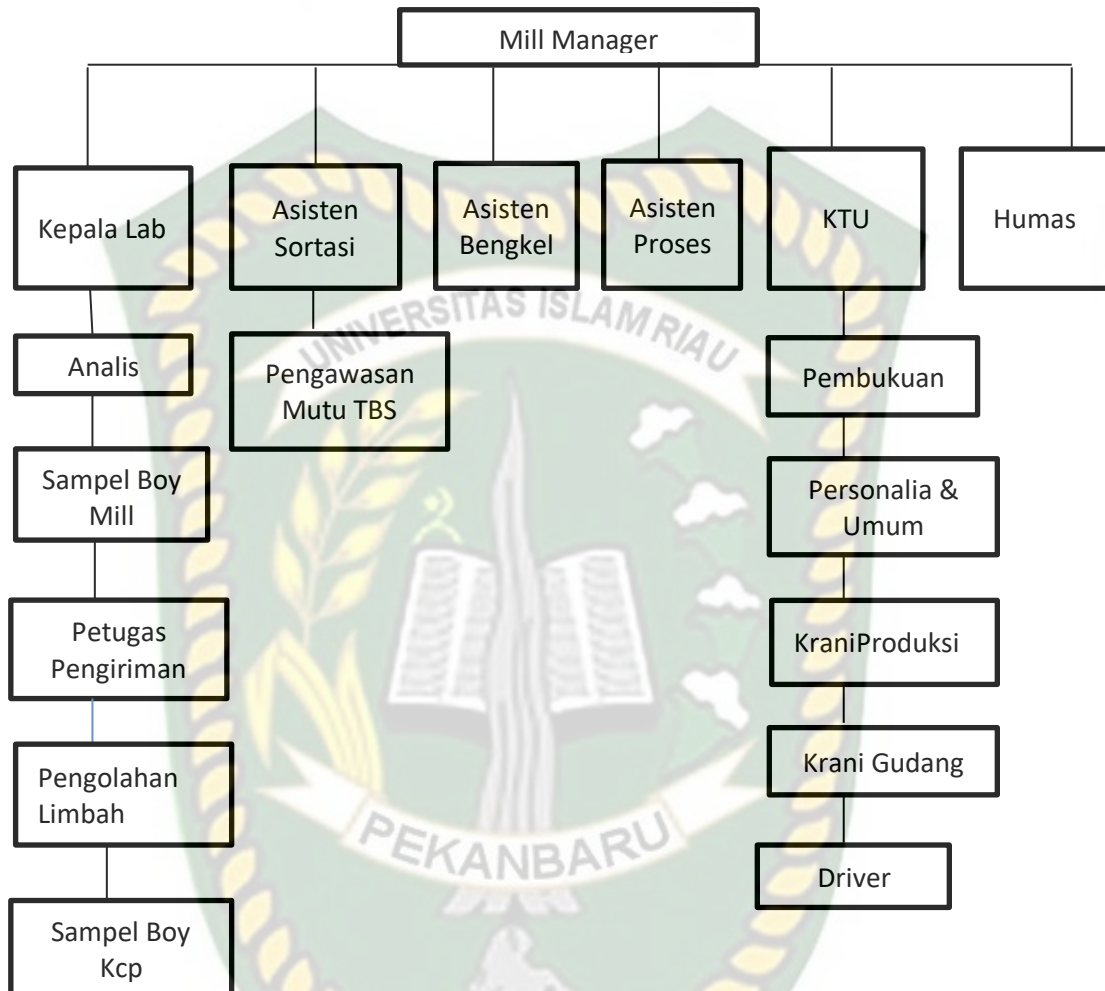 Mill Manager
Kepala Lab
Asisten
Sortasi
Asisten
Bengkel
Asisten
Proses
KTU
Humas
UNIVERSITAS ISLAM RIAU
Analis
Pengawasan
Mutu TBS
Pembukuan
Sampel Boy
Mill
Personalia &
Umum
Petugas
Pengiriman
KraniProduksi
Pengolahan
Limbah
Krani Gudang
PEKANBARU
Driver
Sampel Boy
Kcp